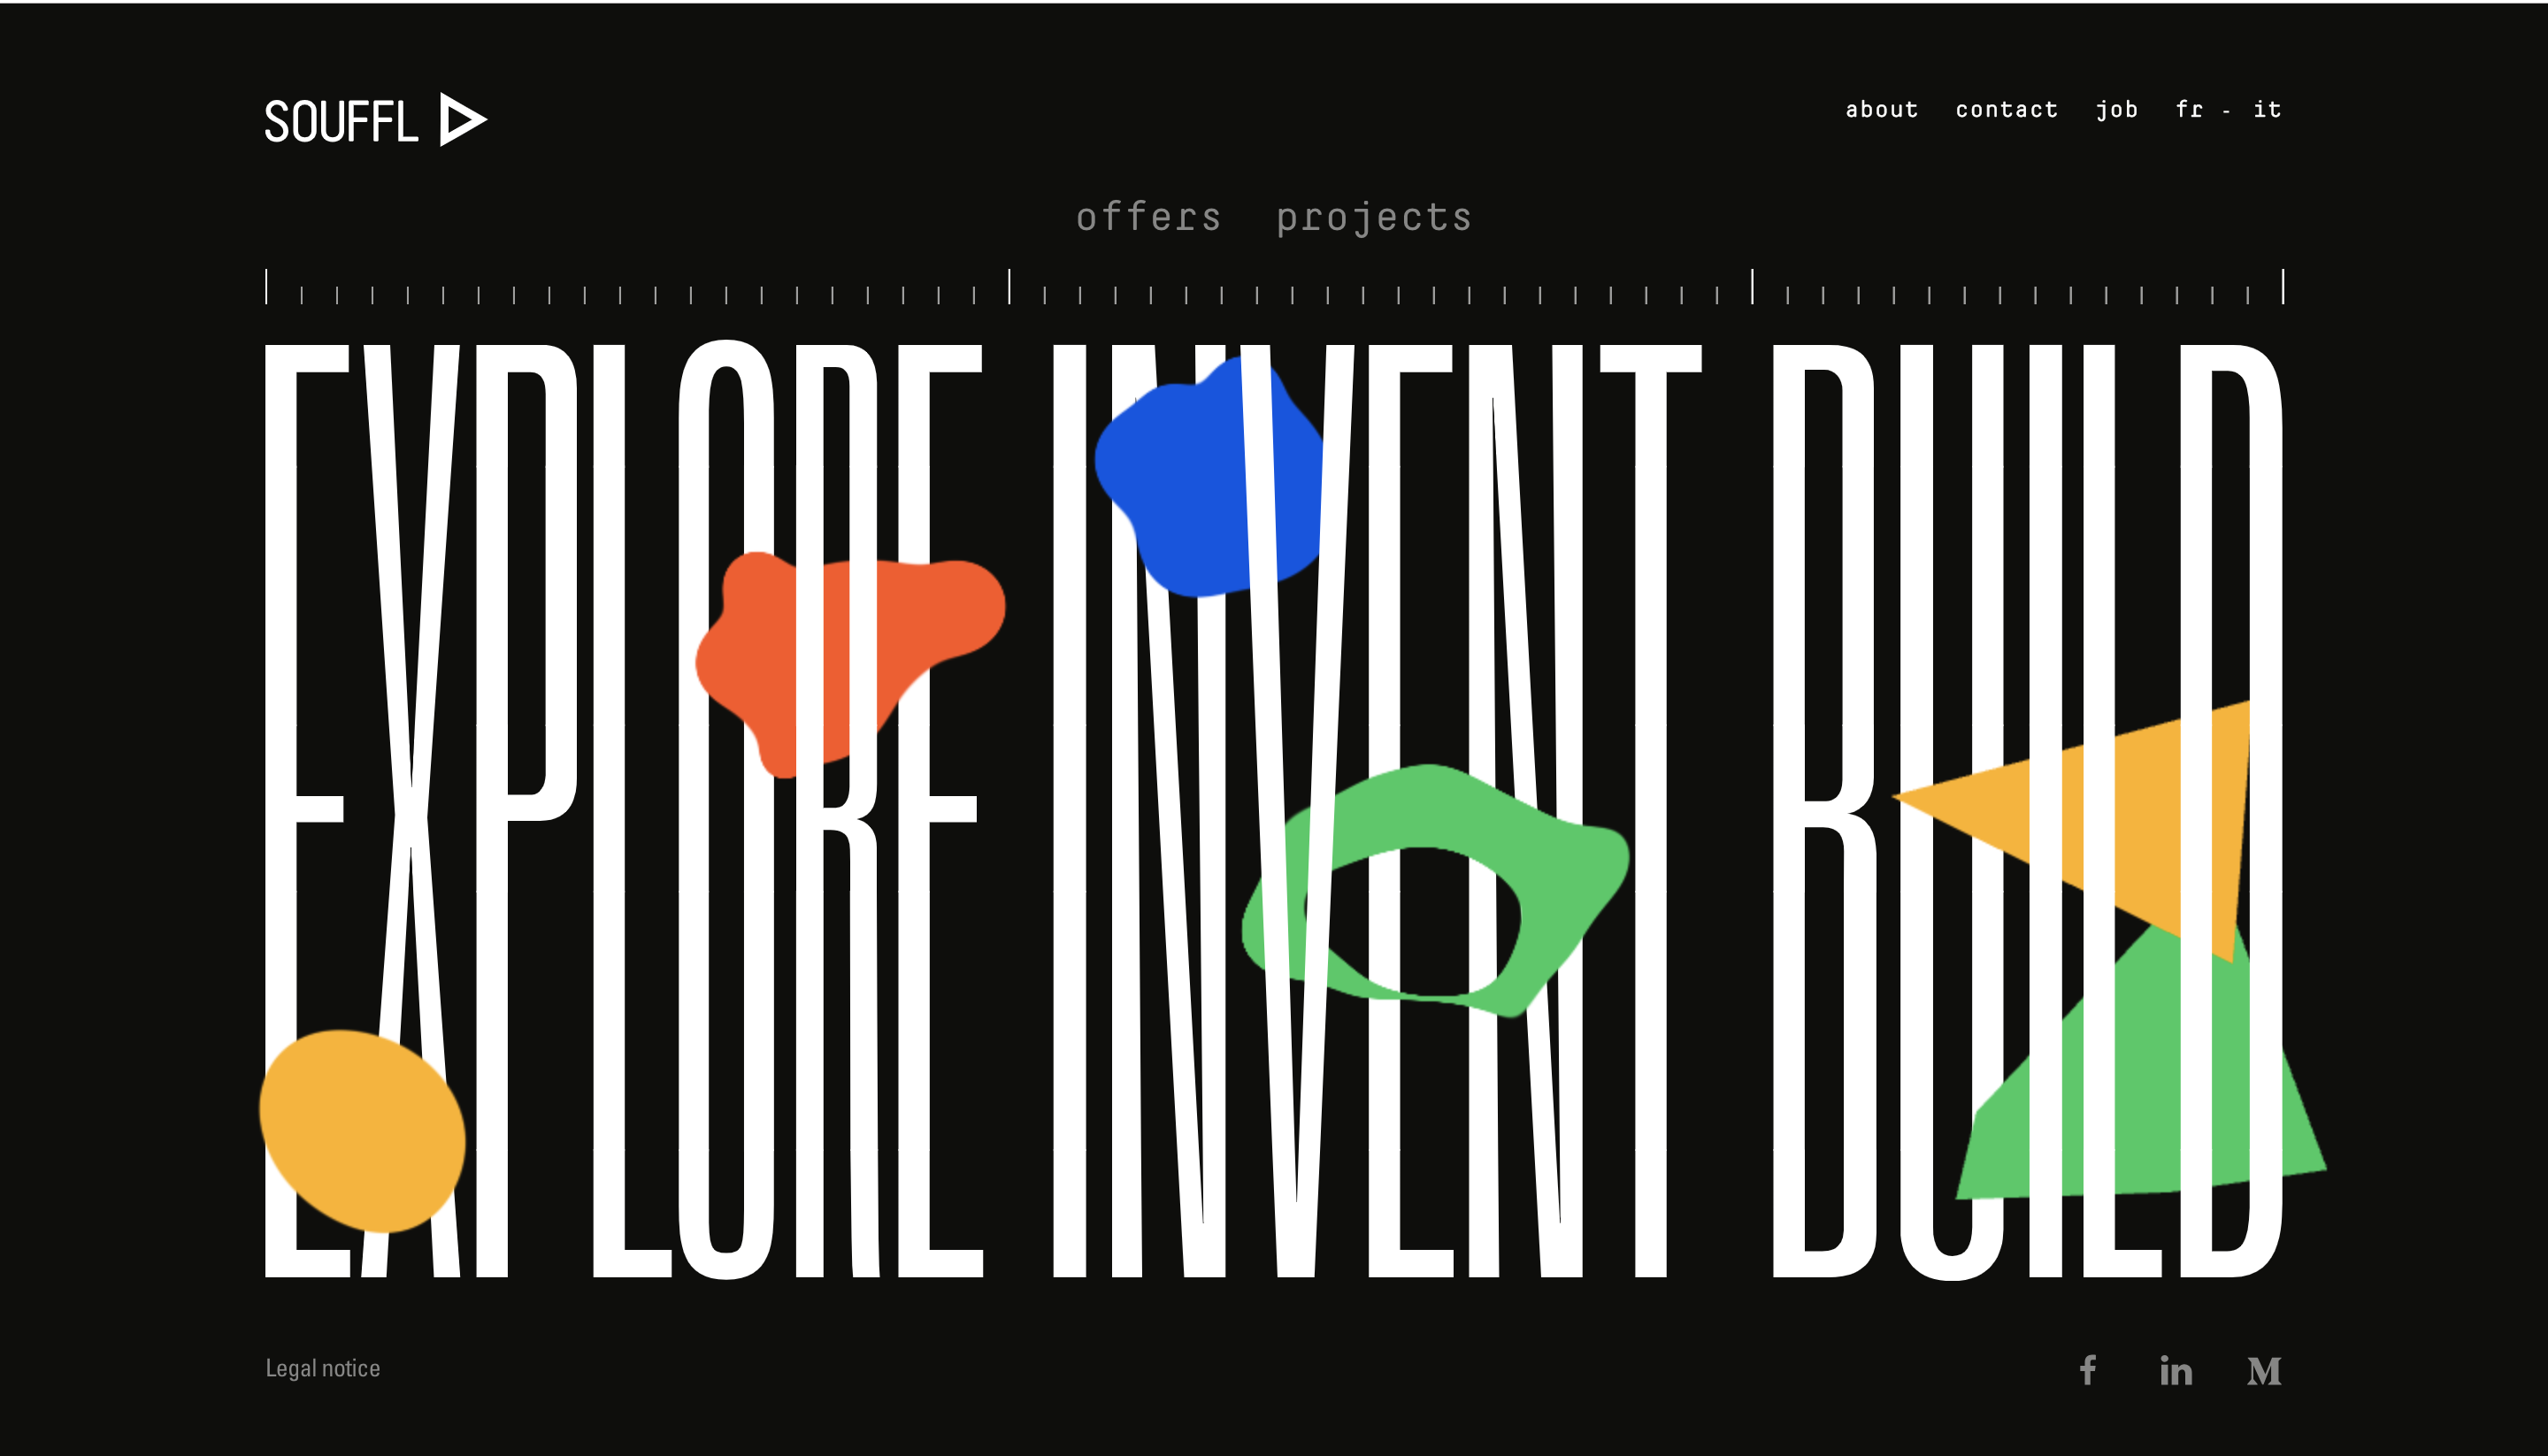 SOUFFL
about contact job fr - it
offers projects
EXPLORE INVENT BUILD
Legal notice
f in M